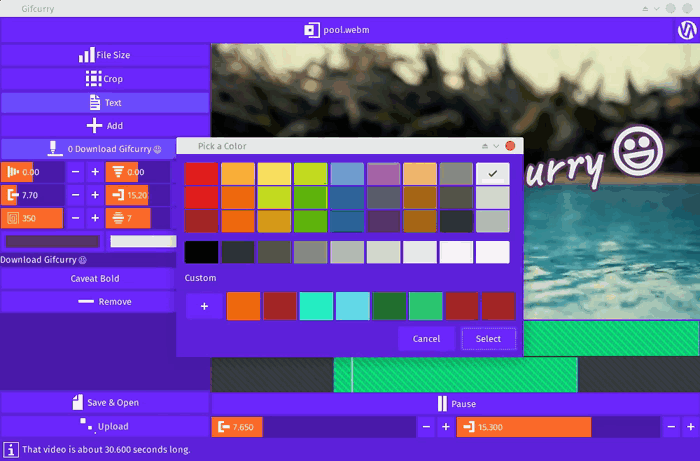 Gifcurry
pool.webm
File Size
Crop
Text
Add
0 Download Gifcurry ☺
0.00 − + 0.00
7.70 − + 15.20
350 − + 7
Download Gifcurry ☺
Caveat Bold
Remove
Pick a Color
Custom
+
Cancel
Select
urry ☺
Save & Open
Pause
Upload
7.650 − +
15.300 − +
That video is about 30.600 seconds long.